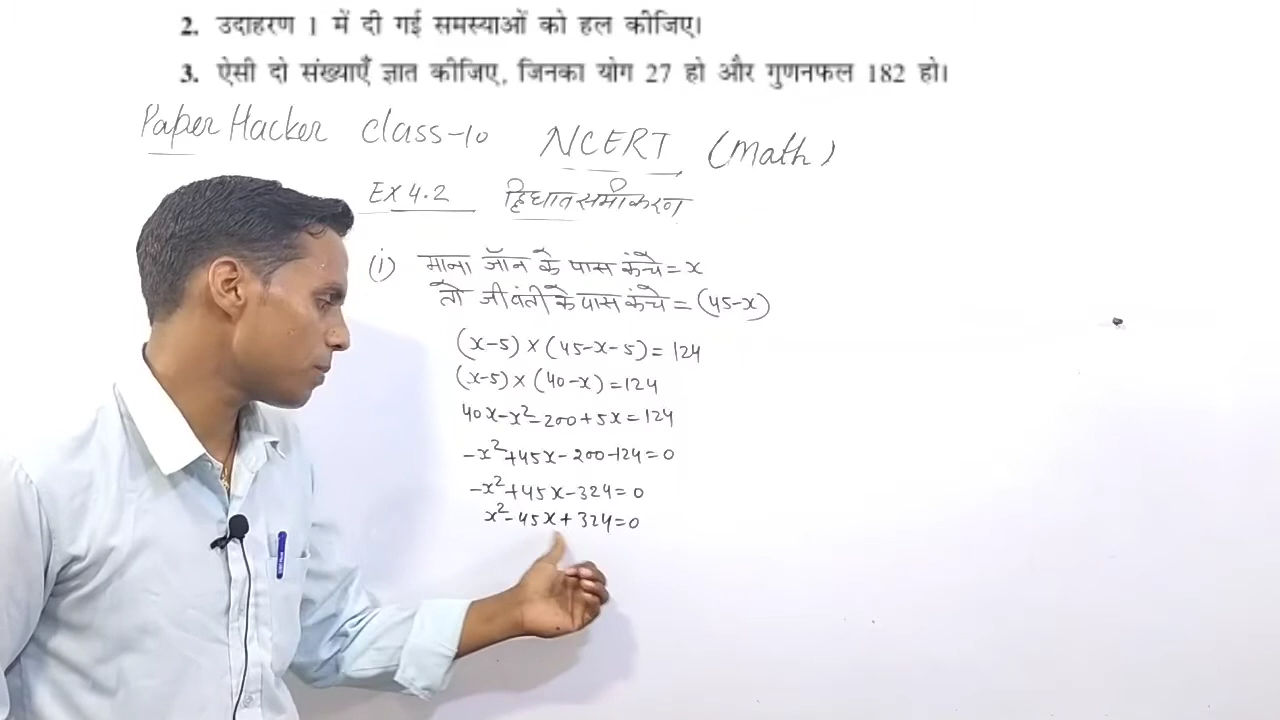 2. उदाहरण 1 में दी गई समस्याओं को हल कीजिए।
3. ऐसी दो संख्याएँ ज्ञात कीजिए, जिनका योग 27 हो और गुणनफल 182 हो।
Paper Hacker class-10 NCERT (Math)
Ex 4.2 द्विघात समीकरण
(i) माना जॉन के पास कंचे = x
तो जीवंती के पास कंचे = (45-x)
(x-5) × (45-x-5) = 124
(x-5) × (40-x) = 124
40x-x²-200+5x=124
-x²+45x-200-124=0
-x²+45x-324=0
x²-45x+324=0